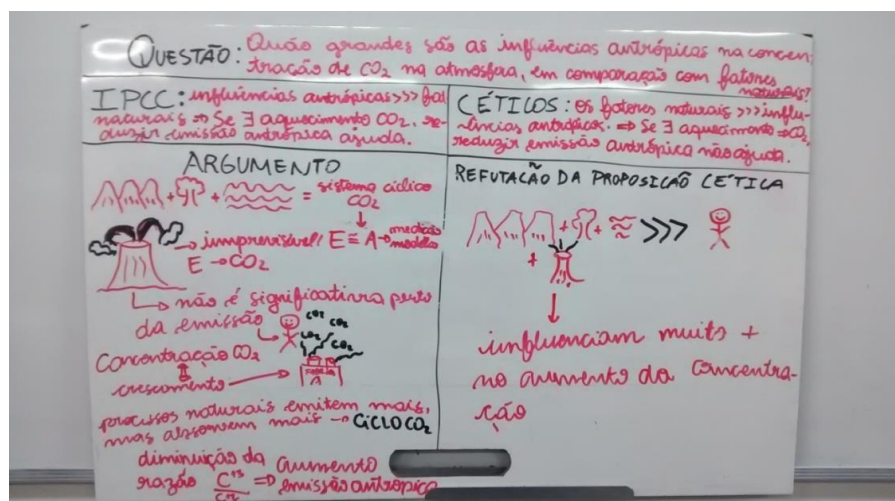 QUESTÃO: Quão grandes são as influências antrópicas na concen-
tração de CO₂ na atmosfera, em comparação com fatores
naturais?
IPCC: influências antrópicas >>> fat
naturais ⇒ Se ∃ aquecimento CO₂, re-
duzir emissão antrópica ajuda.
ARGUMENTO
+ + = sistema cíclico
CO₂
→ imprevisível! E ≅ A → medição
modelos
E → CO₂
→ não é significativa perto
da emissão
CO₂ CO₂
CO₂ CO₂
Concentração CO₂
crescimento →
A
processos naturais emitem mais,
mas absorvem mais → CICLO CO₂
diminuição da aumento
razão C¹³/C¹² ⇒ emissão antrópica
CÉTICOS: Os fatores naturais >>> influ-
ências antrópicas. ⇒ Se ∃ aquecimento ⇒ CO₂,
reduzir emissão antrópica não ajuda.
REFUTAÇÃO DA PROPOSIÇÃO CÉTICA
+ + >>>
+
influenciam muito +
no aumento da concentra-
ção